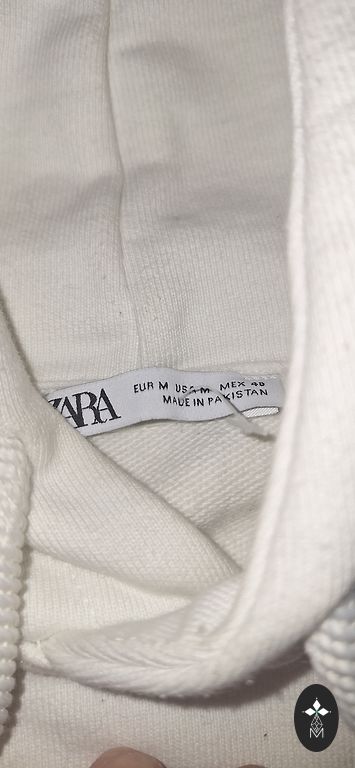 ZARA
EUR M USA M MEX 40
MADE IN PAKISTAN
M